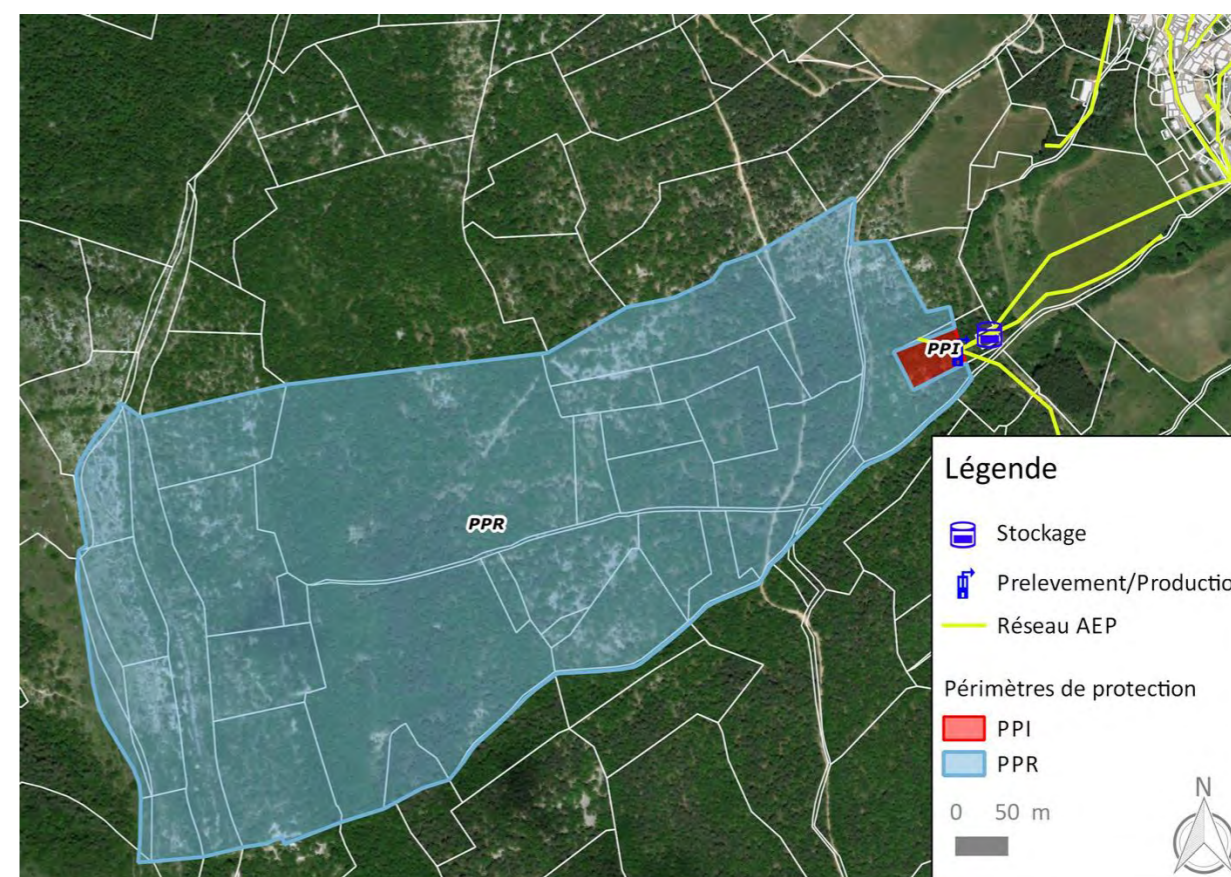 PPI
PPR
Légende
Stockage
Prelevement/Productio
Réseau AEP
Périmètres de protection
PPI
PPR
N
0 50 m